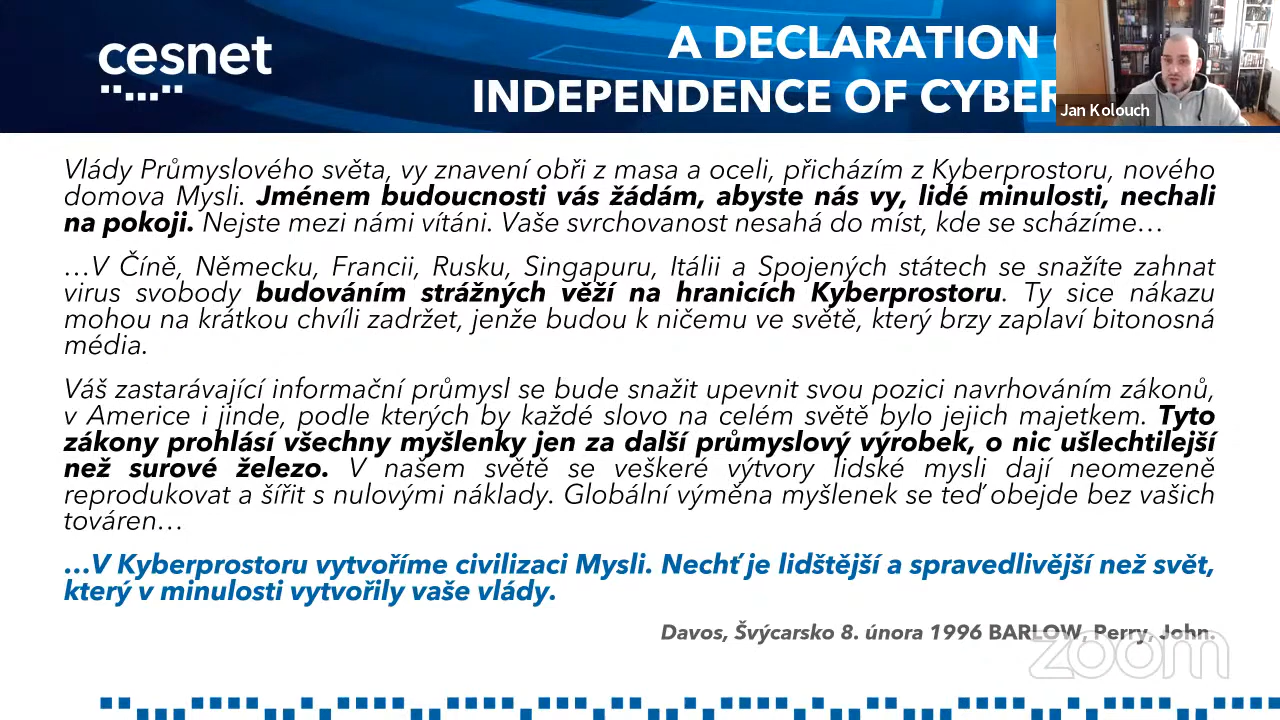 cesnet
A DECLARATION
INDEPENDENCE OF CYBER
Jan Kolouch
Vlády Průmyslového světa, vy znavení obři z masa a oceli, přicházím z Kyberprostoru, nového
domova Mysli. Jménem budoucnosti vás žádám, abyste nás vy, lidé minulosti, nechali
na pokoji. Nejste mezi námi vítáni. Vaše svrchovanost nesahá do míst, kde se scházíme…
…V Číně, Německu, Francii, Rusku, Singapuru, Itálii a Spojených státech se snažíte zahnat
virus svobody budováním strážných věží na hranicích Kyberprostoru. Ty sice nákazu
mohou na krátkou chvíli zadržet, jenže budou k ničemu ve světě, který brzy zaplaví bitonosná
média.
Váš zastarávající informační průmysl se bude snažit upevnit svou pozici navrhováním zákonů,
v Americe i jinde, podle kterých by každé slovo na celém světě bylo jejich majetkem. Tyto
zákony prohlásí všechny myšlenky jen za další průmyslový výrobek, o nic ušlechtilejší
než surové železo. V našem světě se veškeré výtvory lidské mysli dají neomezeně
reprodukovat a šířit s nulovými náklady. Globální výměna myšlenek se teď obejde bez vašich
továren…
…V Kyberprostoru vytvoříme civilizaci Mysli. Nechť je lidštější a spravedlivější než svět,
který v minulosti vytvořily vaše vlády.
Davos, Švýcarsko 8. února 1996 BARLOW, Perry, John.
zoom